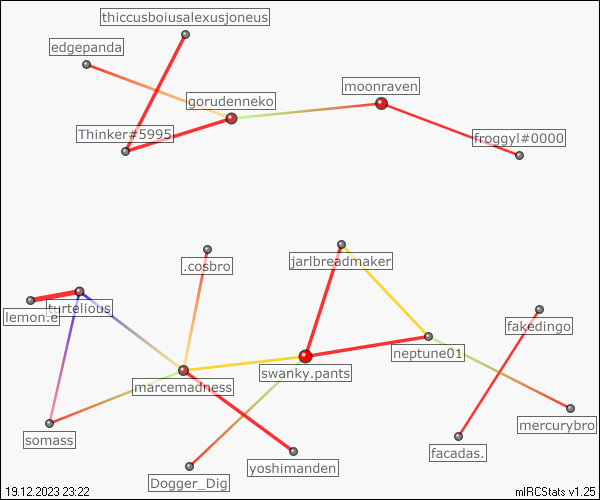 thiccusboiusalexusjoneus
edgepanda
moonraven
gorudenneko
Thinker#5995
froggyl#0000
.cosbro
jarlbreadmaker
turtelious
lemon.e
fakedingo
neptune01
swanky.pants
marcemadness
mercurybro
somass
facadas.
yoshimanden
Dogger_Dig
19.12.2023 23:22
mIRCStats v1.25